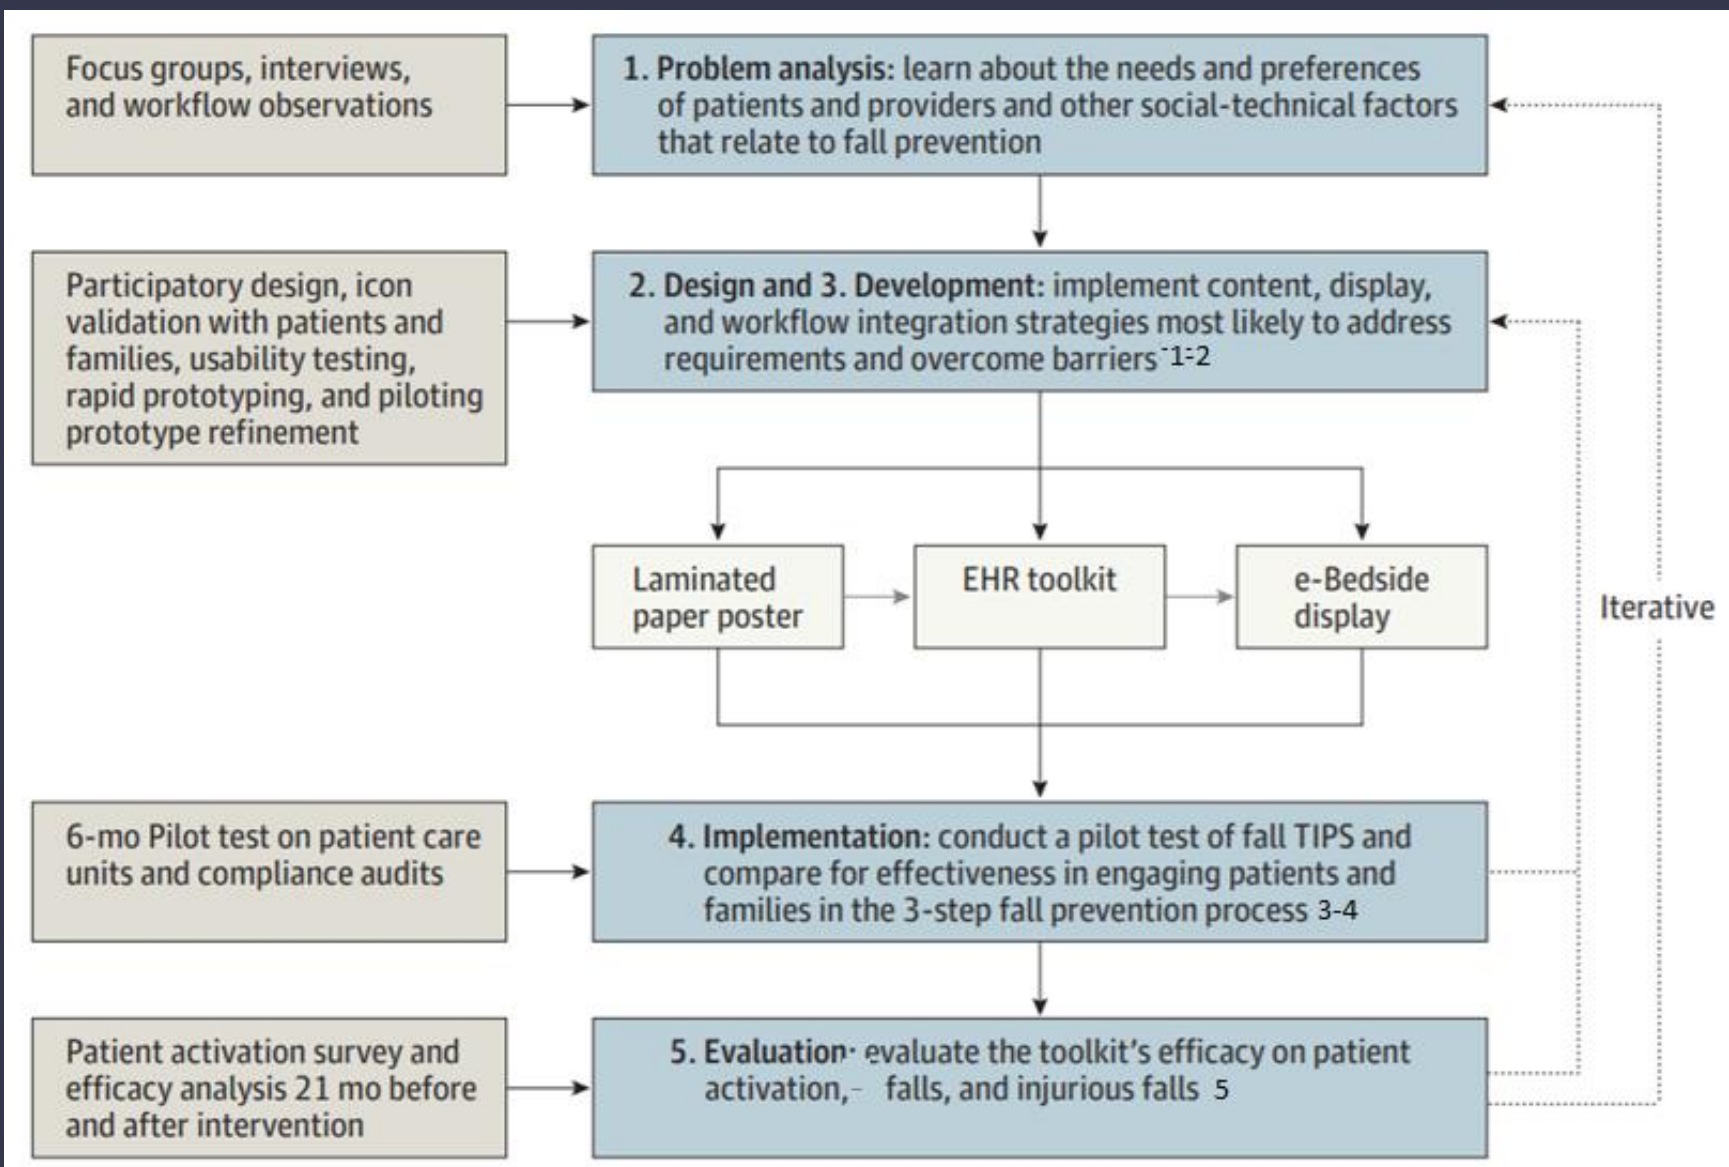 Focus groups, interviews,
and workflow observations
1. Problem analysis: learn about the needs and preferences
of patients and providers and other social-technical factors
that relate to fall prevention
Participatory design, icon
validation with patients and
families, usability testing,
rapid prototyping, and piloting
prototype refinement
2. Design and 3. Development: implement content, display,
and workflow integration strategies most likely to address
requirements and overcome barriers 1-2
Laminated
paper poster
EHR toolkit
e-Bedside
display
Iterative
6-mo Pilot test on patient care
units and compliance audits
4. Implementation: conduct a pilot test of fall TIPS and
compare for effectiveness in engaging patients and
families in the 3-step fall prevention process 3-4
Patient activation survey and
efficacy analysis 21 mo before
and after intervention
5. Evaluation· evaluate the toolkit's efficacy on patient
activation,- falls, and injurious falls 5